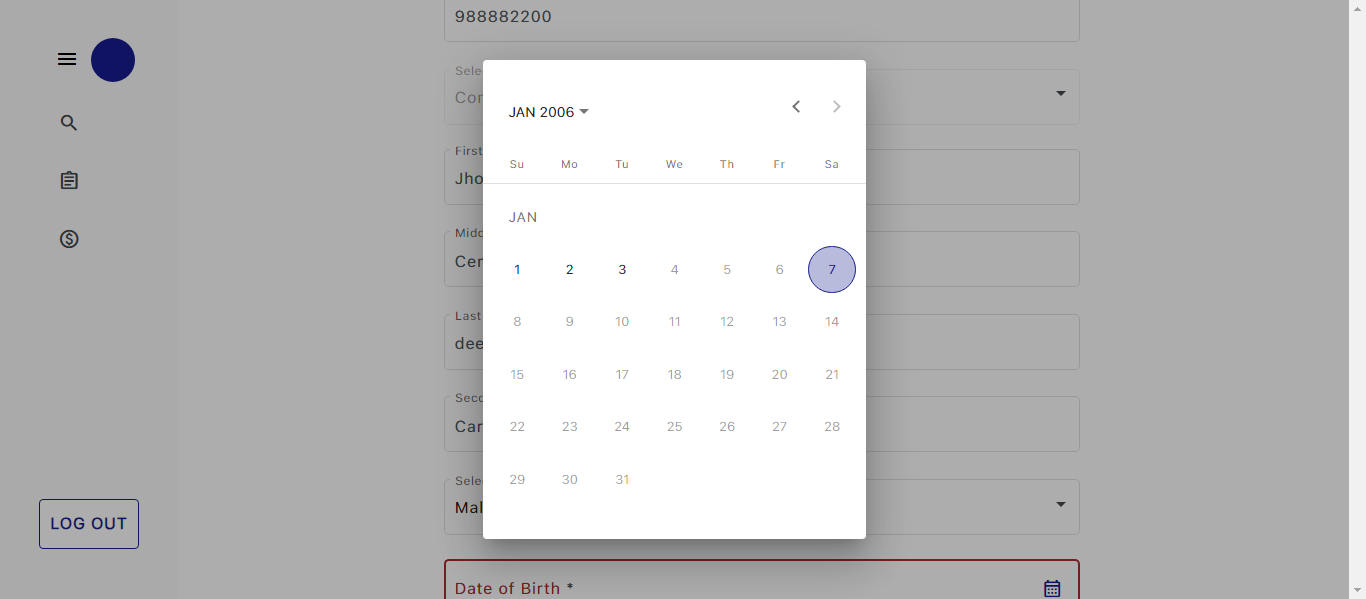 988882200
Sele
Cor
First
Jho
Midd
Cer
Last
dee
Seco
Car
Sele
Mal
Date of Birth *
LOG OUT
JAN 2006
Su Mo Tu We Th Fr Sa
JAN
1 2 3 4 5 6 7
8 9 10 11 12 13 14
15 16 17 18 19 20 21
22 23 24 25 26 27 28
29 30 31